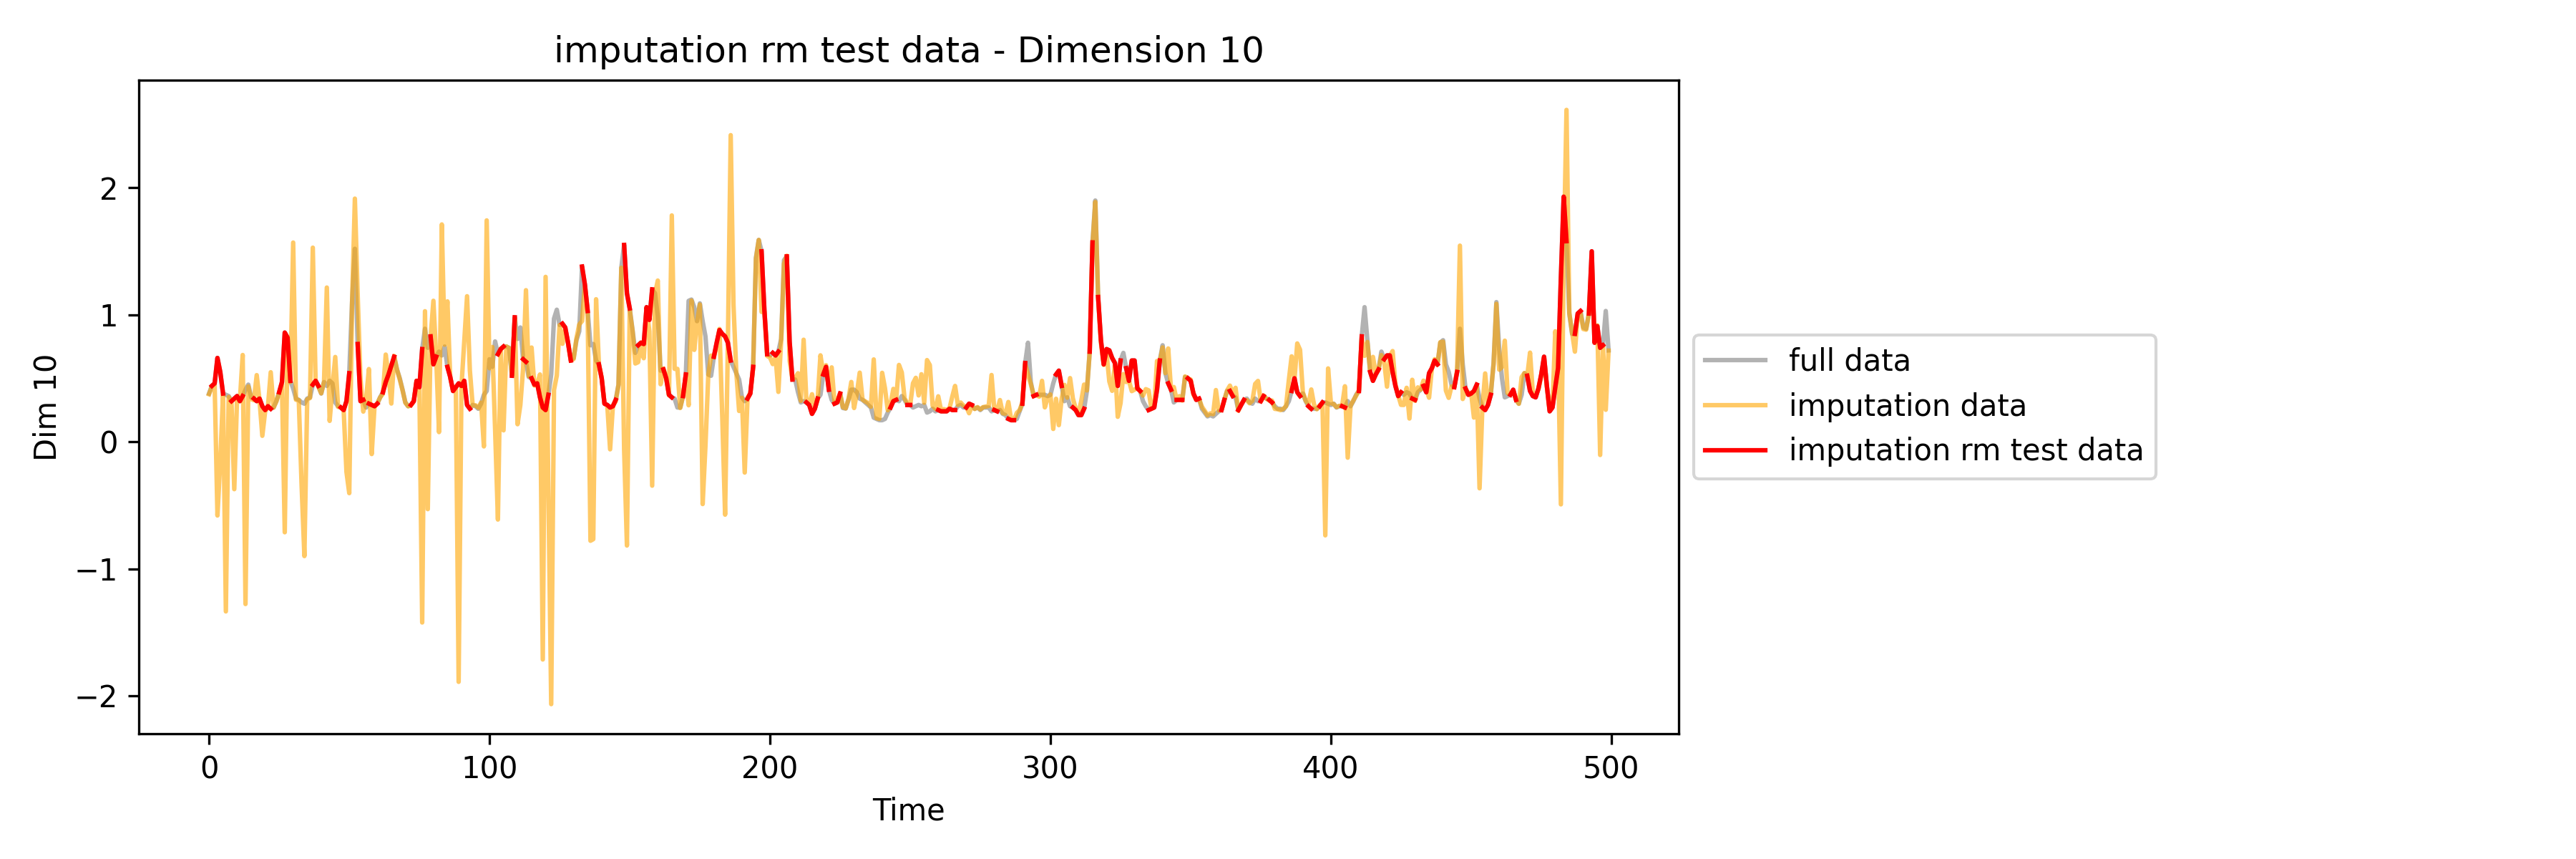 imputation rm test data - Dimension 10
Dim 10
2
1
0
−1
−2
0 100 200 300 400 500
Time
full data
imputation data
imputation rm test data